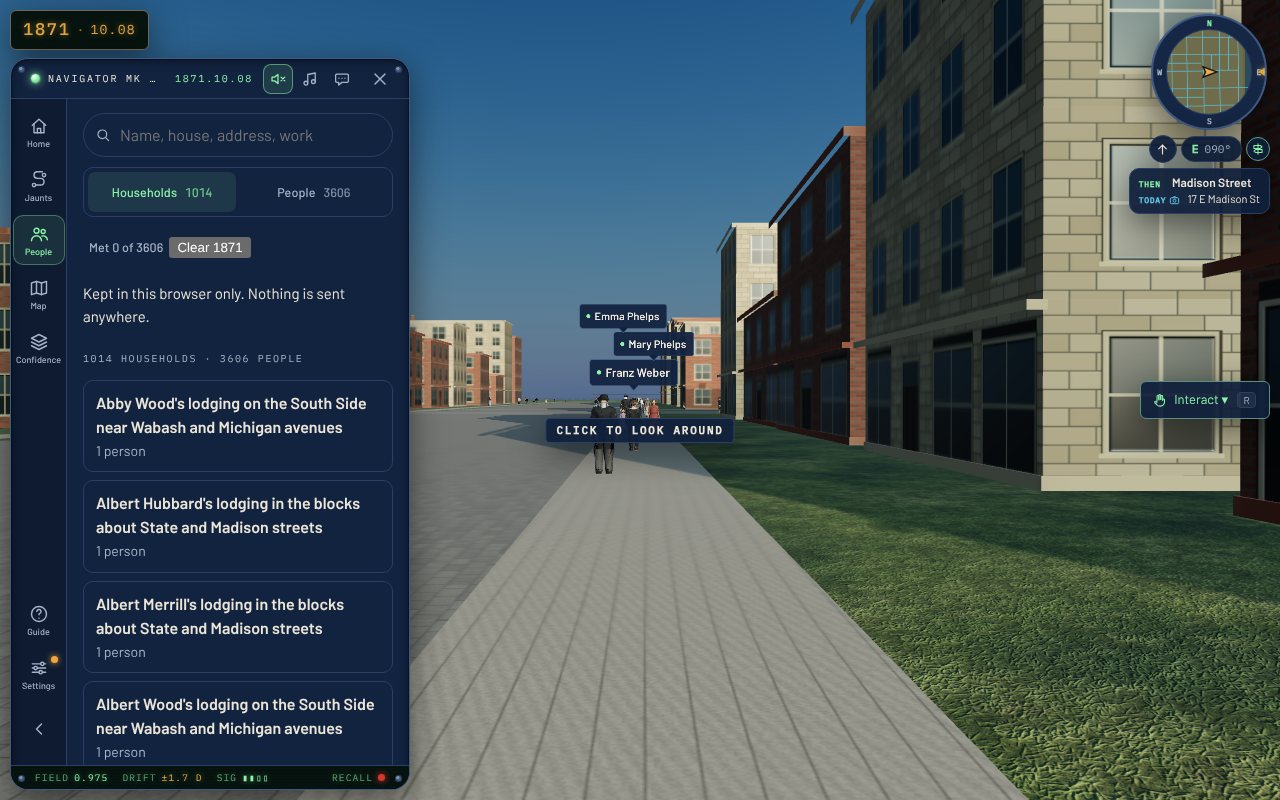 1871 · 10.08
NAVIGATOR MK … 1871.10.08
Home
Jaunts
People
Map
Confidence
Guide
Settings
Name, house, address, work
Households 1014 People 3606
Met 0 of 3606 Clear 1871
Kept in this browser only. Nothing is sent
anywhere.
1014 HOUSEHOLDS · 3606 PEOPLE
Abby Wood's lodging on the South Side
near Wabash and Michigan avenues
1 person
Albert Hubbard's lodging in the blocks
about State and Madison streets
1 person
Albert Merrill's lodging in the blocks
about State and Madison streets
1 person
Albert Wood's lodging on the South Side
near Wabash and Michigan avenues
1 person
FIELD 0.975 DRIFT ±1.7 D SIG RECALL
Emma Phelps
Mary Phelps
Franz Weber
CLICK TO LOOK AROUND
N
W E
S
E 090°
THEN Madison Street
TODAY 17 E Madison St
Interact ▾ R